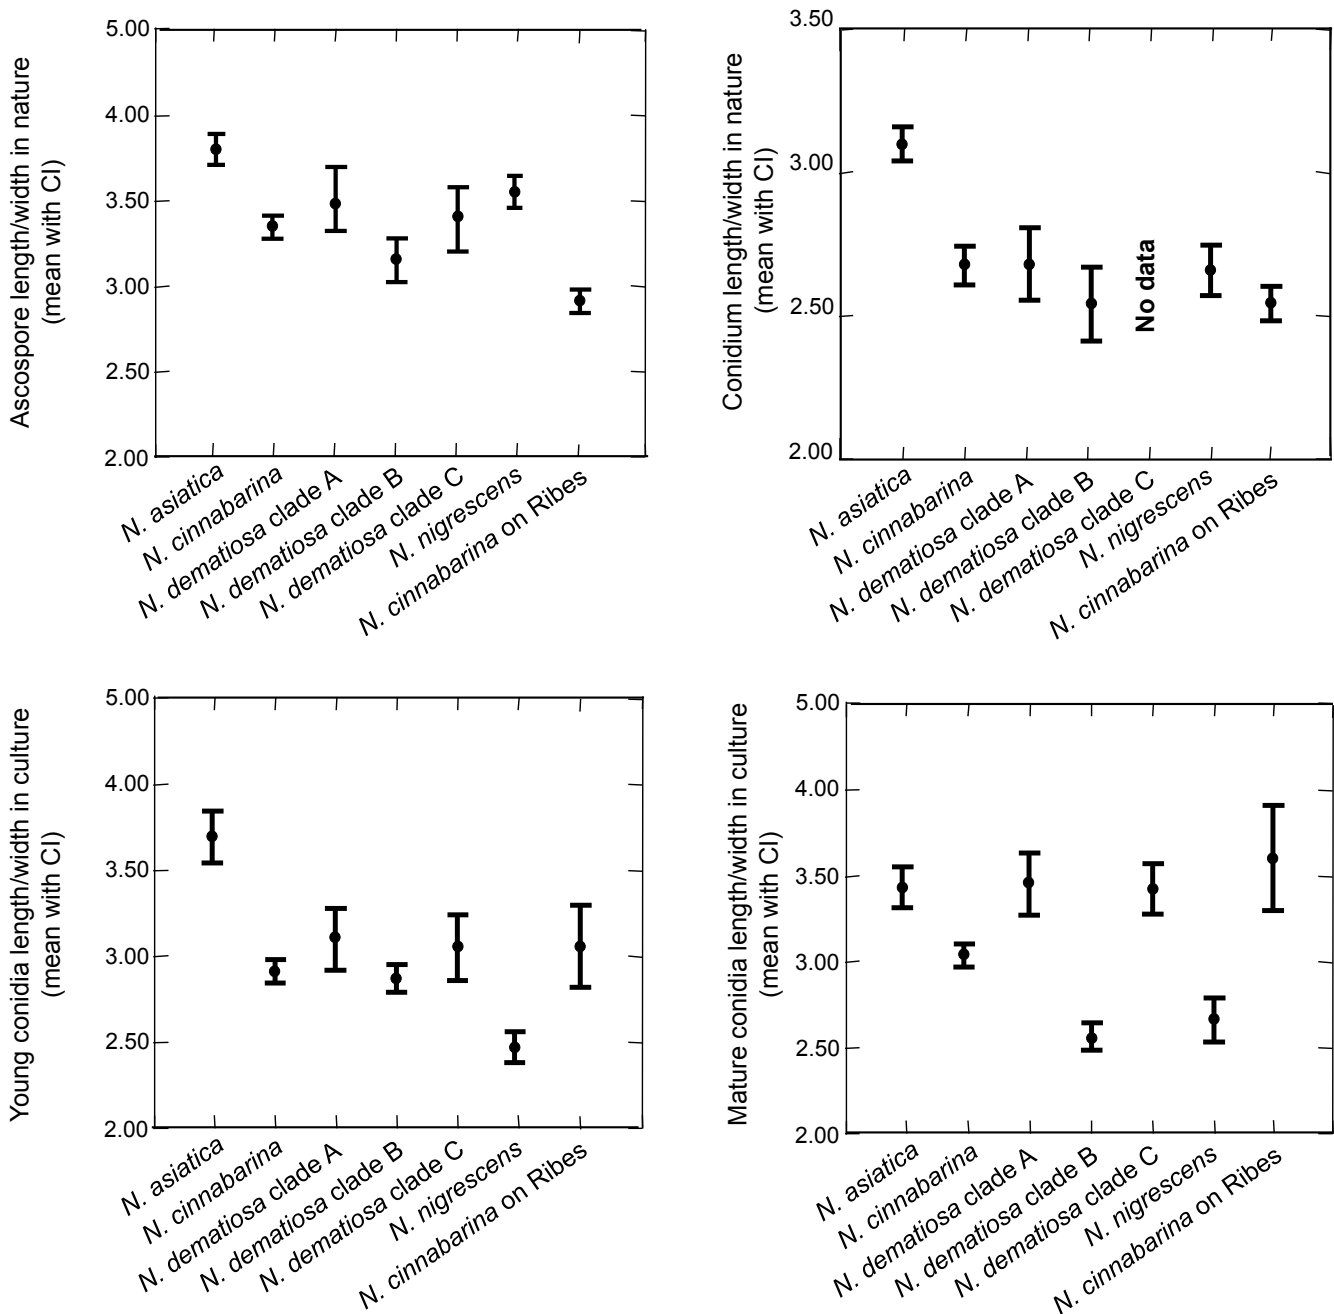 Ascospore length/width in nature
(mean with CI)
5.00
4.00
3.50
3.00
2.50
2.00
N. asiatica
N. cinnabarina
N. dematiosa clade A
N. dematiosa clade B
N. dematiosa clade C
N. nigrescens
N. cinnabarina on Ribes
Conidium length/width in nature
(mean with CI)
3.50
3.00
2.50
2.00
No data
N. asiatica
N. cinnabarina
N. dematiosa clade A
N. dematiosa clade B
N. dematiosa clade C
N. nigrescens
N. cinnabarina on Ribes
Young conidia length/width in culture
(mean with CI)
5.00
4.00
3.50
3.00
2.50
2.00
N. asiatica
N. cinnabarina
N. dematiosa clade A
N. dematiosa clade B
N. dematiosa clade C
N. nigrescens
N. cinnabarina on Ribes
Mature conidia length/width in culture
(mean with CI)
5.00
4.00
3.50
3.00
2.50
2.00
N. asiatica
N. cinnabarina
N. dematiosa clade A
N. dematiosa clade B
N. dematiosa clade C
N. nigrescens
N. cinnabarina on Ribes